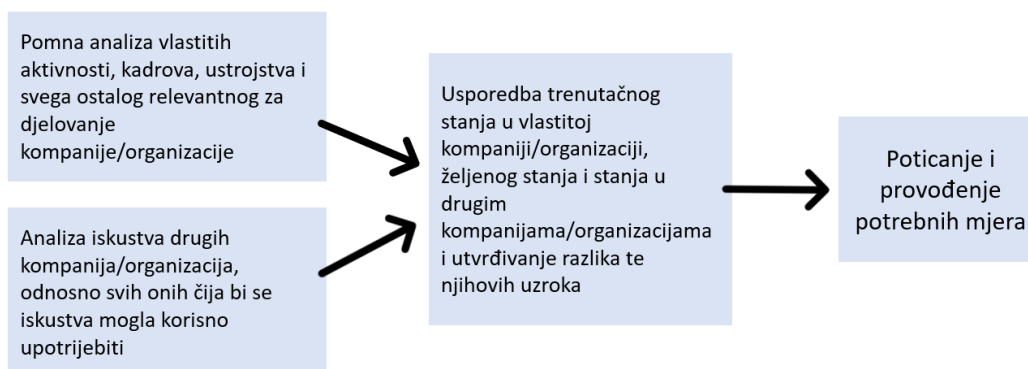 Pomna analiza vlastitih
aktivnosti, kadrova, ustrojstva i
svega ostalog relevantnog za
djelovanje
kompanije/organizacije
Analiza iskustva drugih
kompanija/organizacija,
odnosno svih onih čija bi se
iskustva mogla korisno
upotrijebiti
Usporedba trenutačnog
stanja u vlastitoj
kompaniji/organizaciji,
željenog stanja i stanja u
drugim
kompanijama/organizacijama
i utvrđivanje razlika te
njihovih uzroka
Poticanje i
provođenje
potrebnih mjera